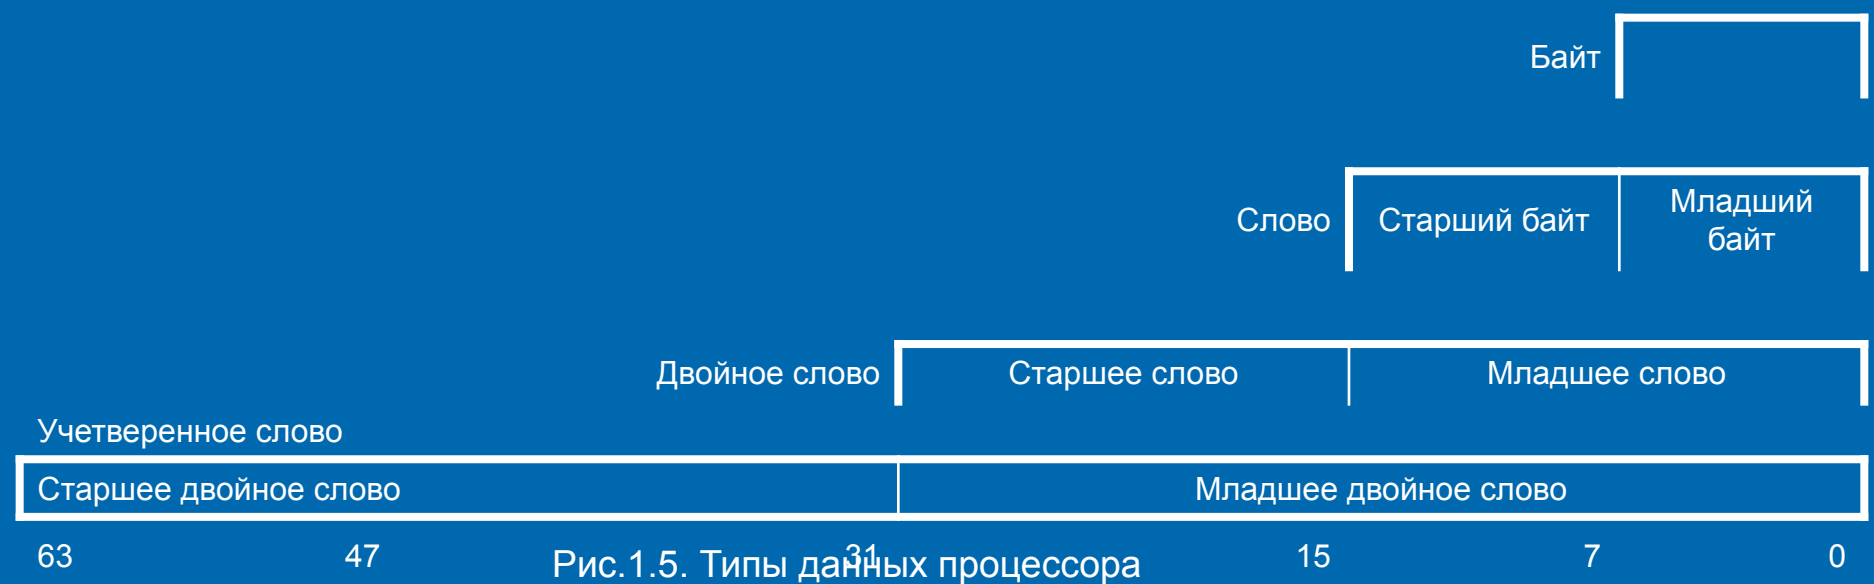 Байт
Слово
Старший байт
Младший
байт
Двойное слово
Старшее слово
Младшее слово
Учетверенное слово
Старшее двойное слово
Младшее двойное слово
63 47 31 15 7 0
Рис.1.5. Типы данных процессора